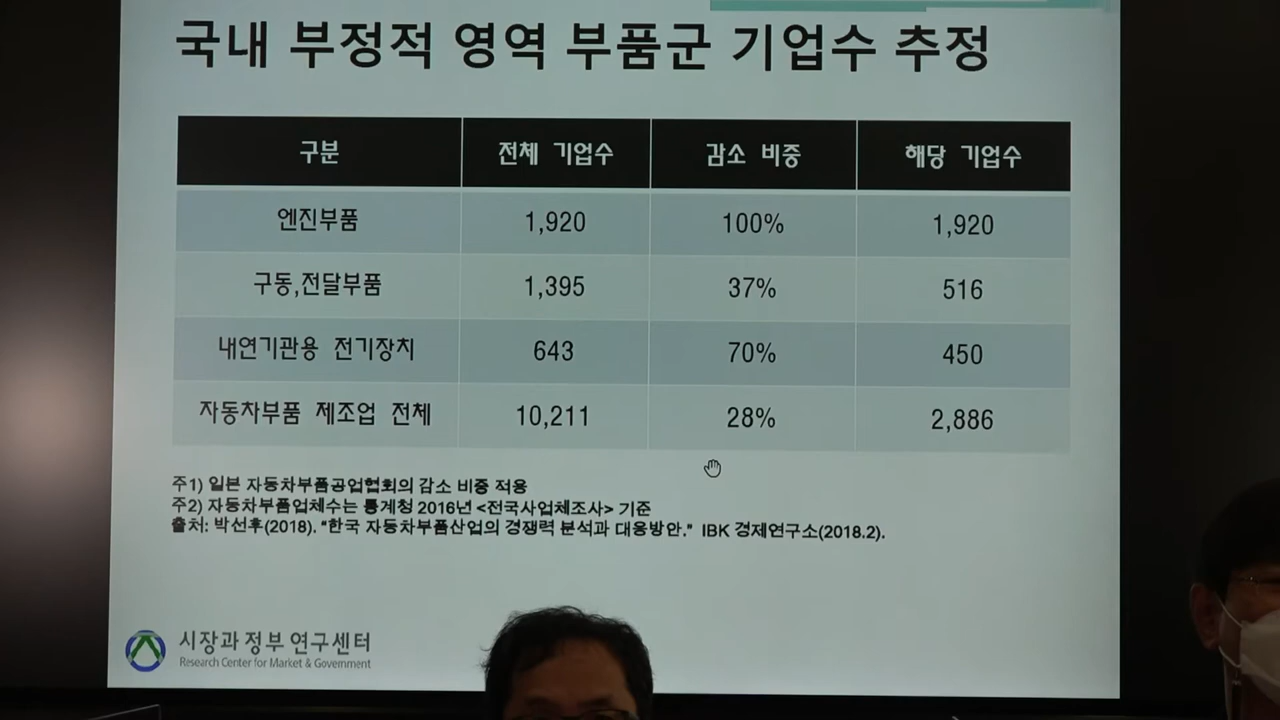 국내 부정적 영역 부품군 기업수 추정
구분 전체 기업수 감소 비중 해당 기업수
엔진부품 1,920 100% 1,920
구동,전달부품 1,395 37% 516
내연기관용 전기장치 643 70% 450
자동차부품 제조업 전체 10,211 28% 2,886
주1) 일본 자동차부품공업협회의 감소 비중 적용
주2) 자동차부품업체수는 통계청 2016년 <전국사업체조사> 기준
출처: 박선후(2018). “한국 자동차부품산업의 경쟁력 분석과 대응방안.” IBK 경제연구소(2018.2).
시장과 정부 연구센터
Research Center for Market & Government